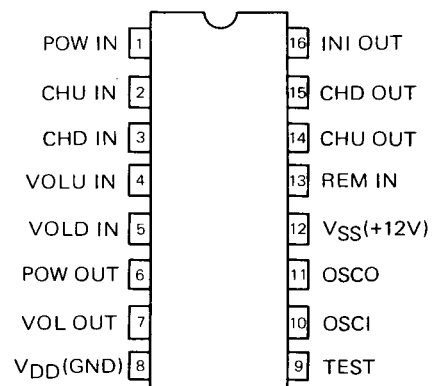 POW IN 1 16 INI OUT
CHU IN 2 15 CHD OUT
CHD IN 3 14 CHU OUT
VOLU IN 4 13 REM IN
VOLD IN 5 12 VSS(+12V)
POW OUT 6 11 OSCO
VOL OUT 7 10 OSCI
VDD(GND) 8 9 TEST